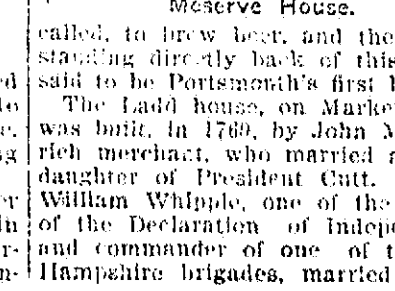 Meserve House.
called, to brew beer, and the
standing directly back of this
said to be Portsmouth's first b
The Ladd house, on Marke
was built, in 1760, by John M
rich merchant, who married a
daughter of President Cutt.
William Whipple, one of the
of the Declaration of Indepe
and commander of one of t
Hampshire brigades, married